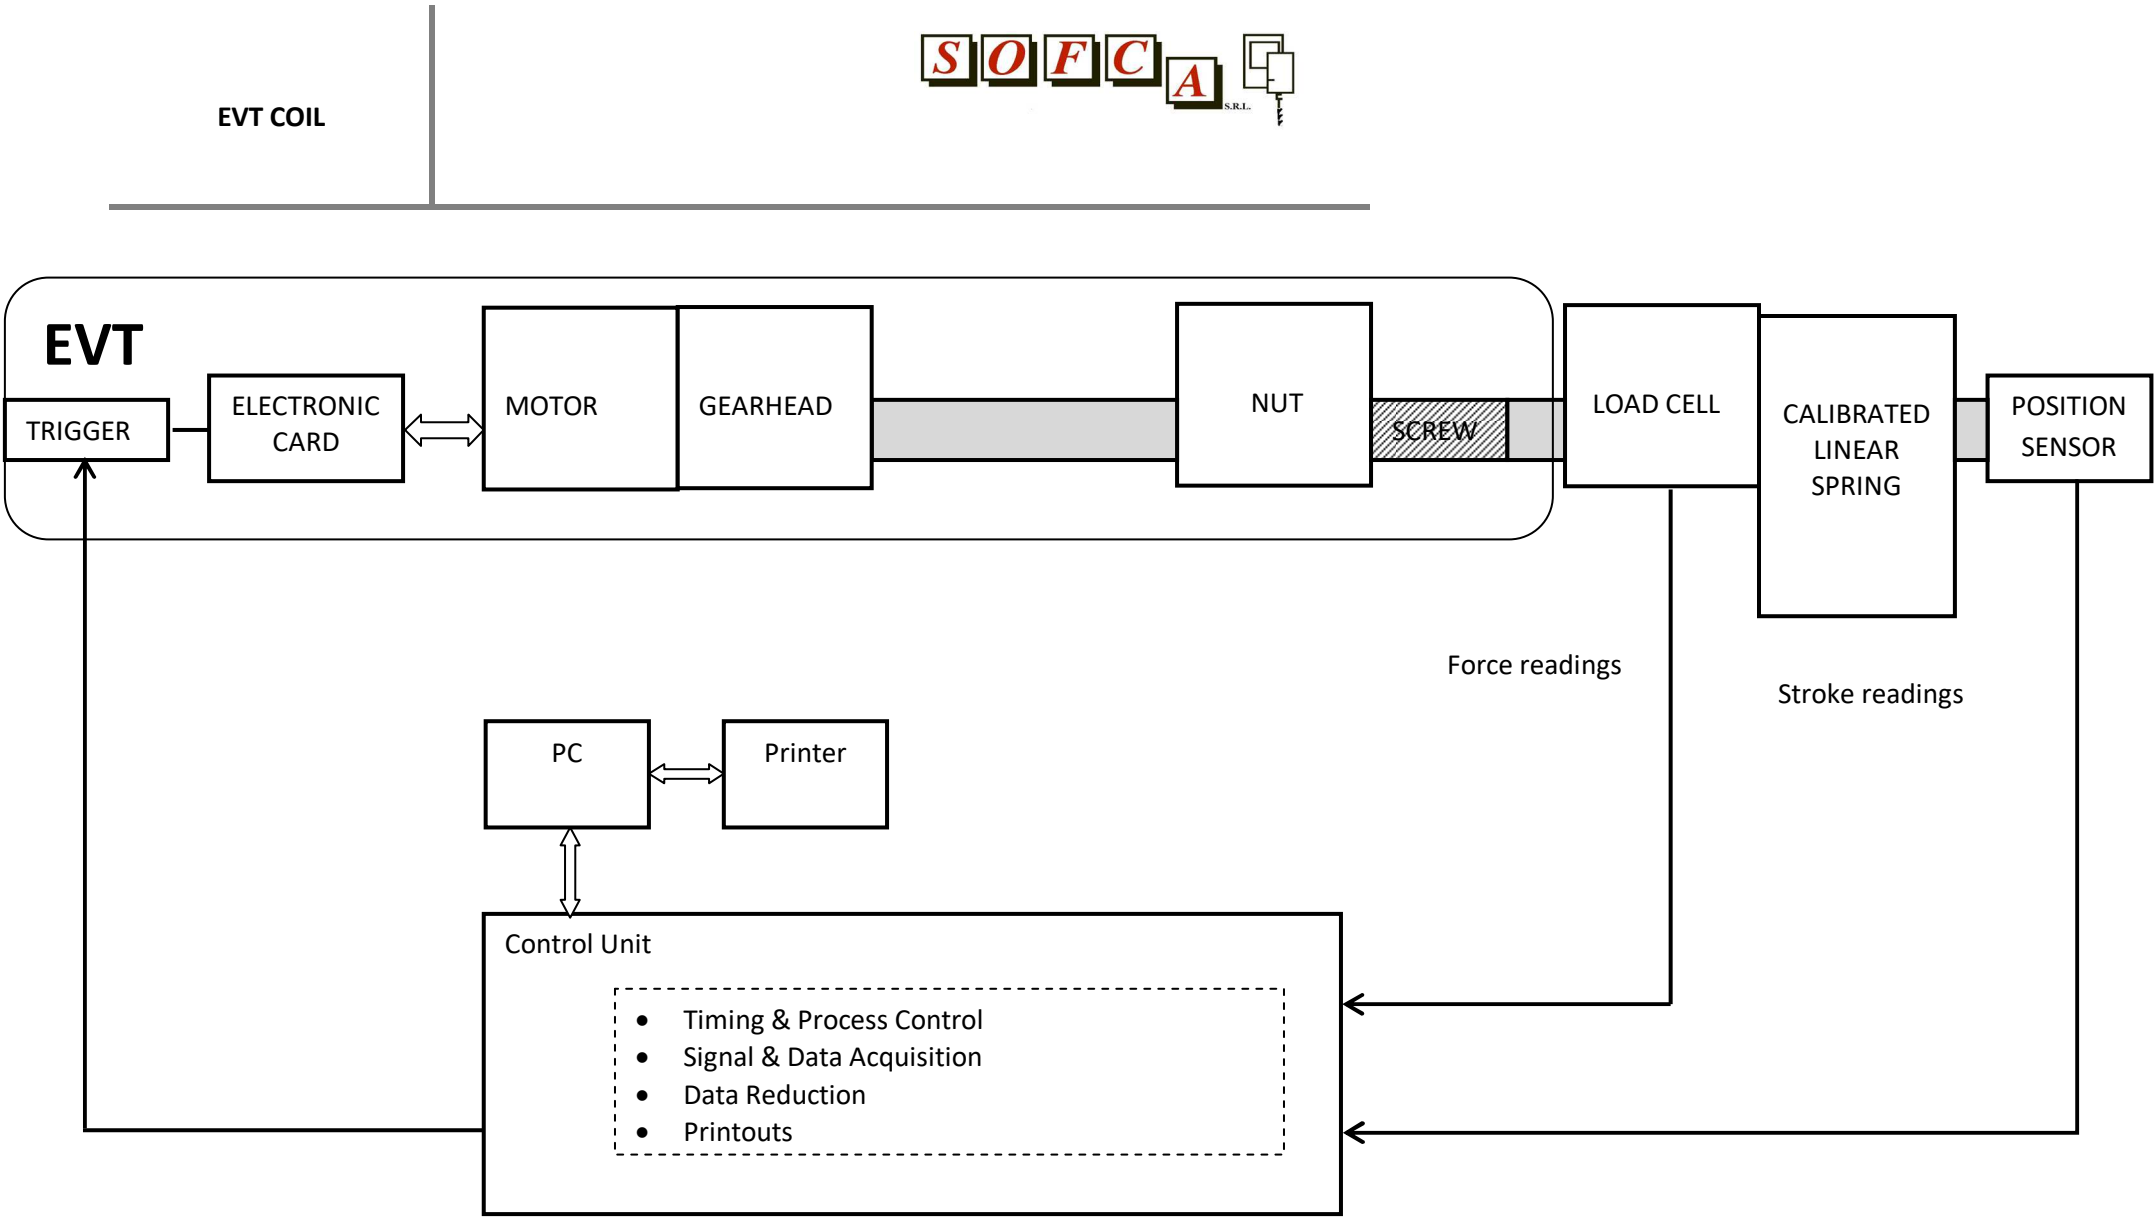 SOFCA
S.R.L.
EVT COIL
EVT
TRIGGER
ELECTRONIC
CARD
MOTOR
GEARHEAD
NUT
SCREW
LOAD CELL
CALIBRATED
LINEAR
SPRING
POSITION
SENSOR
Force readings
Stroke readings
PC
Printer
Control Unit
• Timing & Process Control
• Signal & Data Acquisition
• Data Reduction
• Printouts